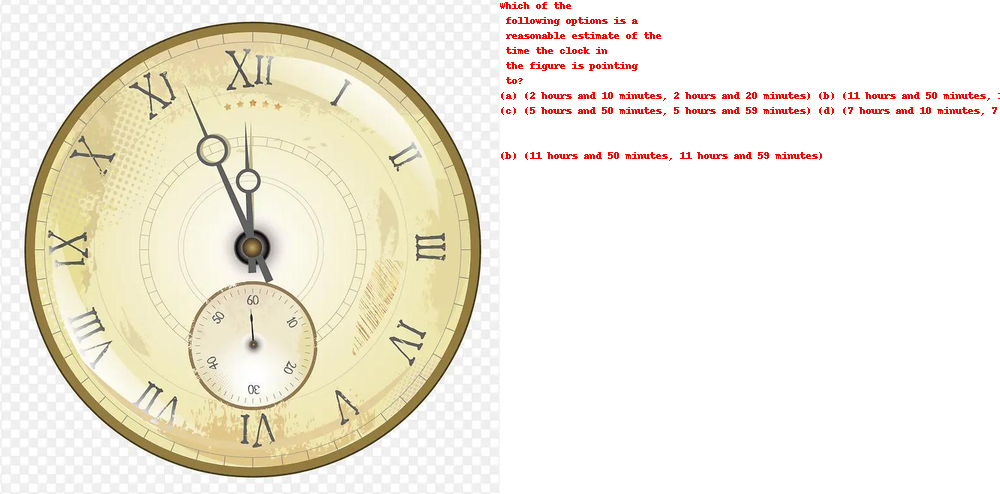 Which of the
following options is a
reasonable estimate of the
time the clock in
the figure is pointing
to?
(a) (2 hours and 10 minutes, 2 hours and 20 minutes) (b) (11 hours and 50 minutes,
(c) (5 hours and 50 minutes, 5 hours and 59 minutes) (d) (7 hours and 10 minutes, 7
(b) (11 hours and 50 minutes, 11 hours and 59 minutes)
XII
I
II
III
IV
V
VI
VII
VIII
IX
X
XI
60
10
20
30
40
50